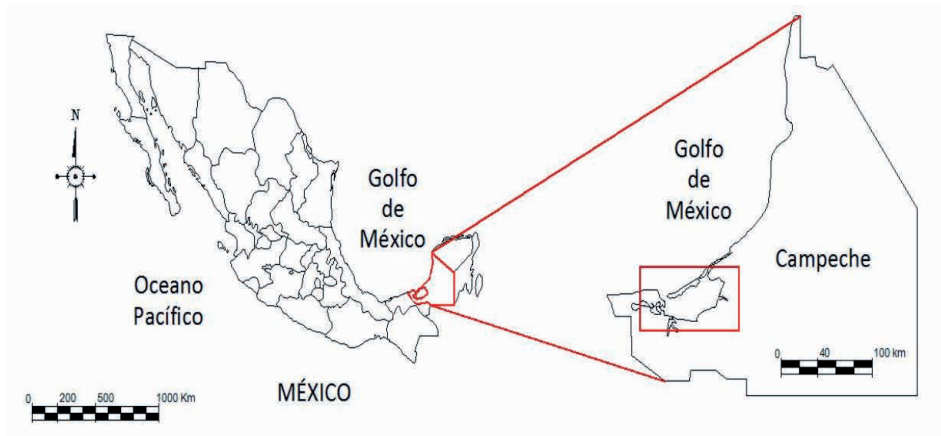 N
Golfo
de
México
Oceano
Pacífico
MÉXICO
0 200 500 1000 Km
Golfo
de
México
Campeche
0 40 100 km